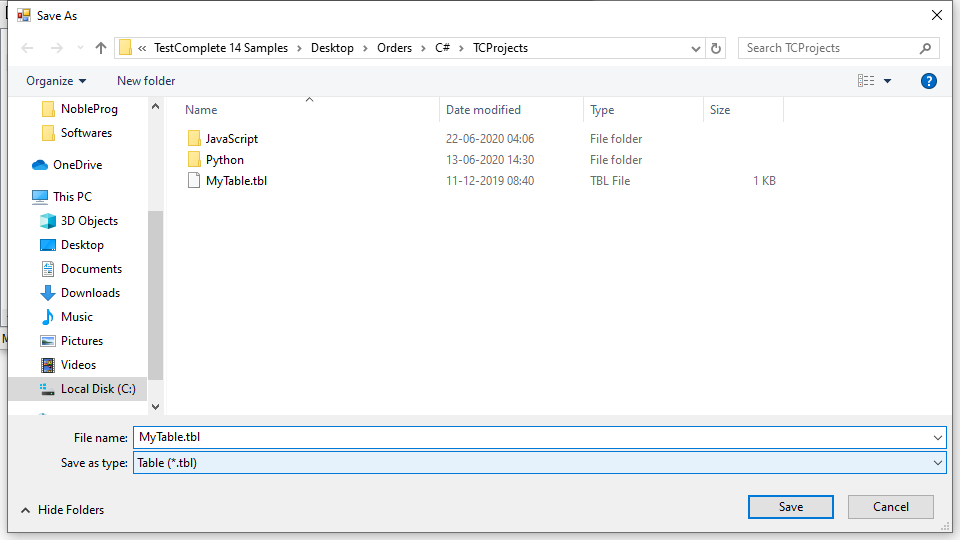 Save As
« TestComplete 14 Samples > Desktop > Orders > C# > TCProjects
Search TCProjects
Organize
New folder
?
NobleProg
Softwares
OneDrive
This PC
3D Objects
Desktop
Documents
Downloads
Music
Pictures
Videos
Local Disk (C:)
Name Date modified Type Size
JavaScript 22-06-2020 04:06 File folder
Python 13-06-2020 14:30 File folder
MyTable.tbl 11-12-2019 08:40 TBL File 1 KB
File name: MyTable.tbl
Save as type: Table (*.tbl)
Hide Folders
Save
Cancel